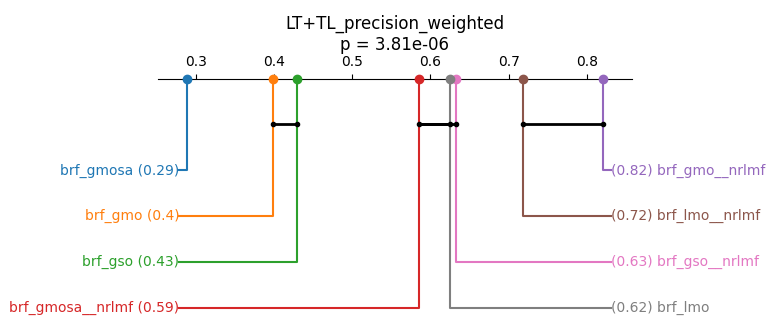 LT+TL_precision_weighted
p = 3.81e-06
0.3 0.4 0.5 0.6 0.7 0.8
brf_gmosa (0.29)
(0.82) brf_gmo__nrlmf
brf_gmo (0.4)
(0.72) brf_lmo__nrlmf
brf_gso (0.43)
(0.63) brf_gso__nrlmf
brf_gmosa__nrlmf (0.59)
(0.62) brf_lmo